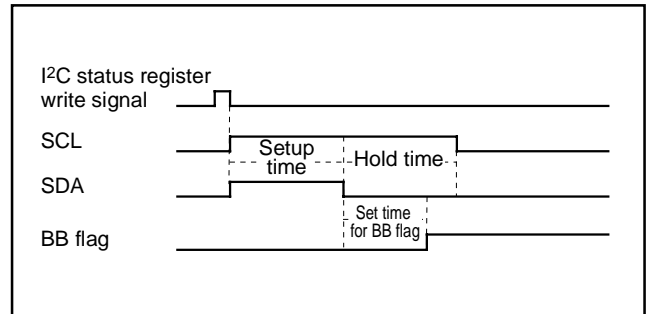 I²C status register
write signal
SCL
Setup
time
Hold time
SDA
Set time
for BB flag
BB flag